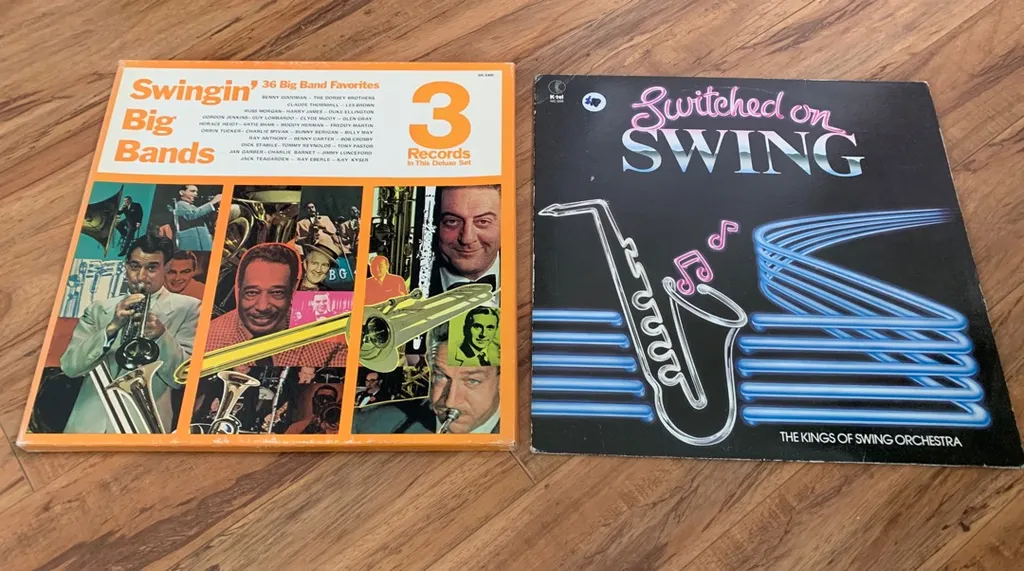 Swingin' 36 Big Band Favorites
Big
Bands
BENNY GOODMAN – THE DORSEY BROTHERS
CLAUDE THORNHILL – LES BROWN
RUSS MORGAN – HARRY JAMES – DUKE ELLINGTON
GORDON JENKINS – GUY LOMBARDO – CLYDE McCOY – GLEN GRAY
HORACE HEIDT – WOODY HERMAN – FREDDY MARTIN
ORRIN TUCKER – CHARLIE SPIVAK – BUNNY BERIGAN – BILLY MAY
RAY ANTHONY – BENNY CARTER – BOB CROSBY
DICK STABILE – TOMMY REYNOLDS – TONY PASTOR
JAN GARBER – CHARLIE BARNET – JIMMY LUNCEFORD
JACK TEAGARDEN – RAY EBERLE – KAY KYSER
3
Records
In This Deluxe Set
BG
K-tel
Switched on
SWING
THE KINGS OF SWING ORCHESTRA